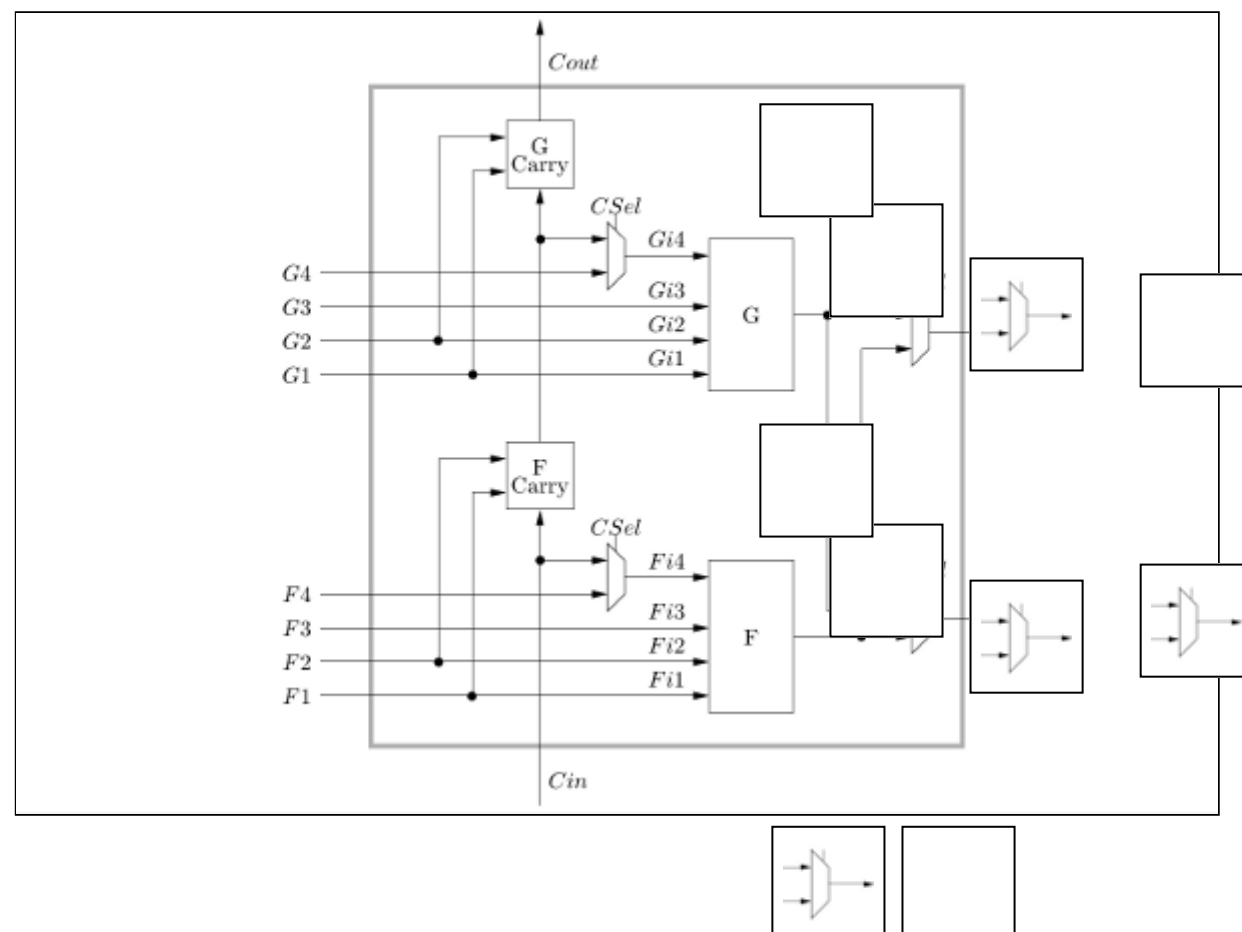 Cout
G
Carry
CSel
Gi4
G4
Gi3
G3
G
Gi2
G2
Gi1
G1
F
Carry
CSel
Fi4
F4
Fi3
F3
F
Fi2
F2
Fi1
F1
Cin